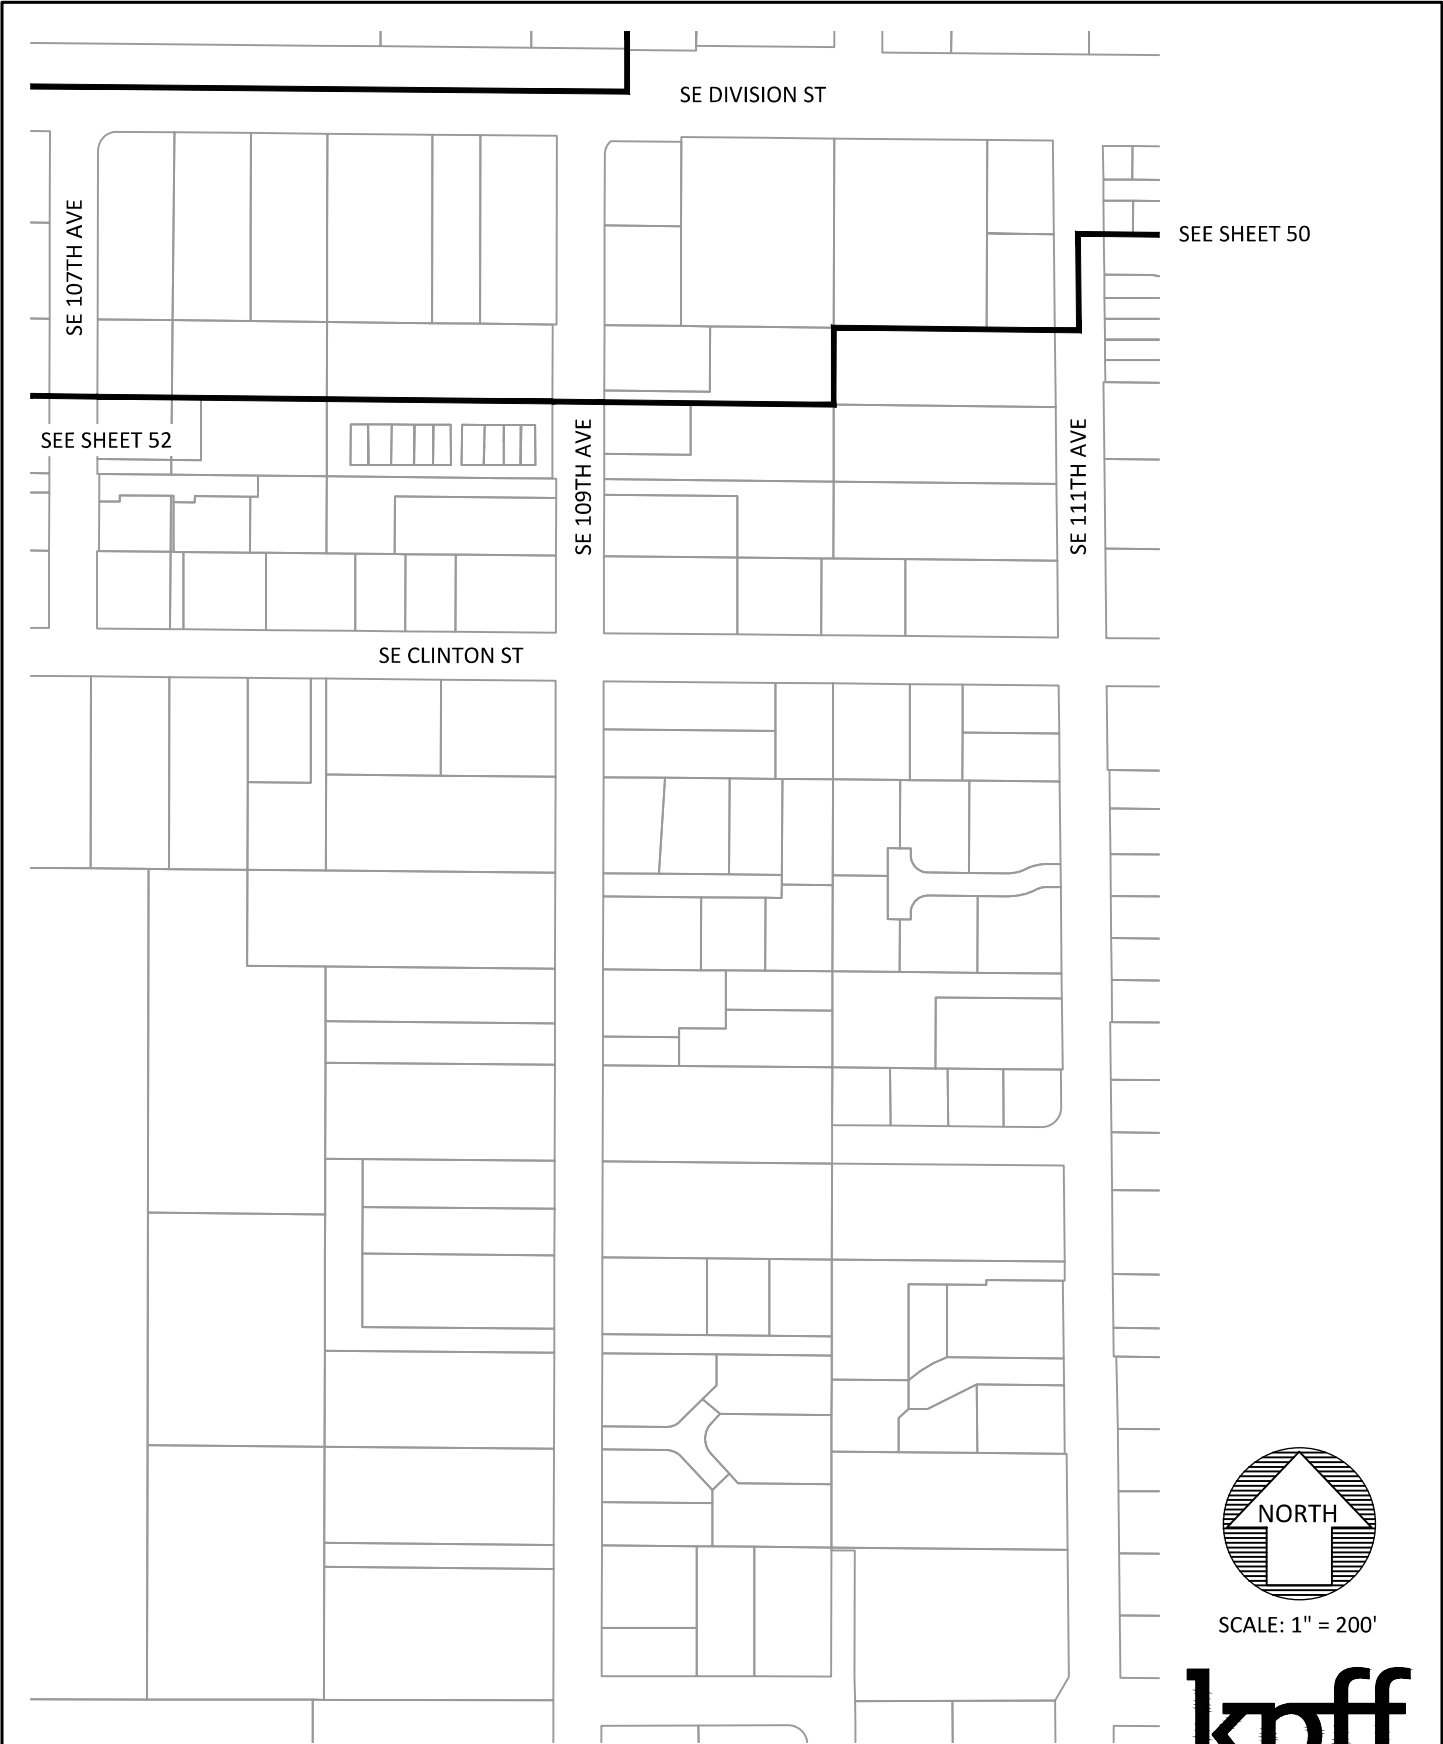 SE DIVISION ST
SE 107TH AVE
SEE SHEET 50
SEE SHEET 52
SE 109TH AVE
SE 111TH AVE
SE CLINTON ST
NORTH
SCALE: 1" = 200'
kpff